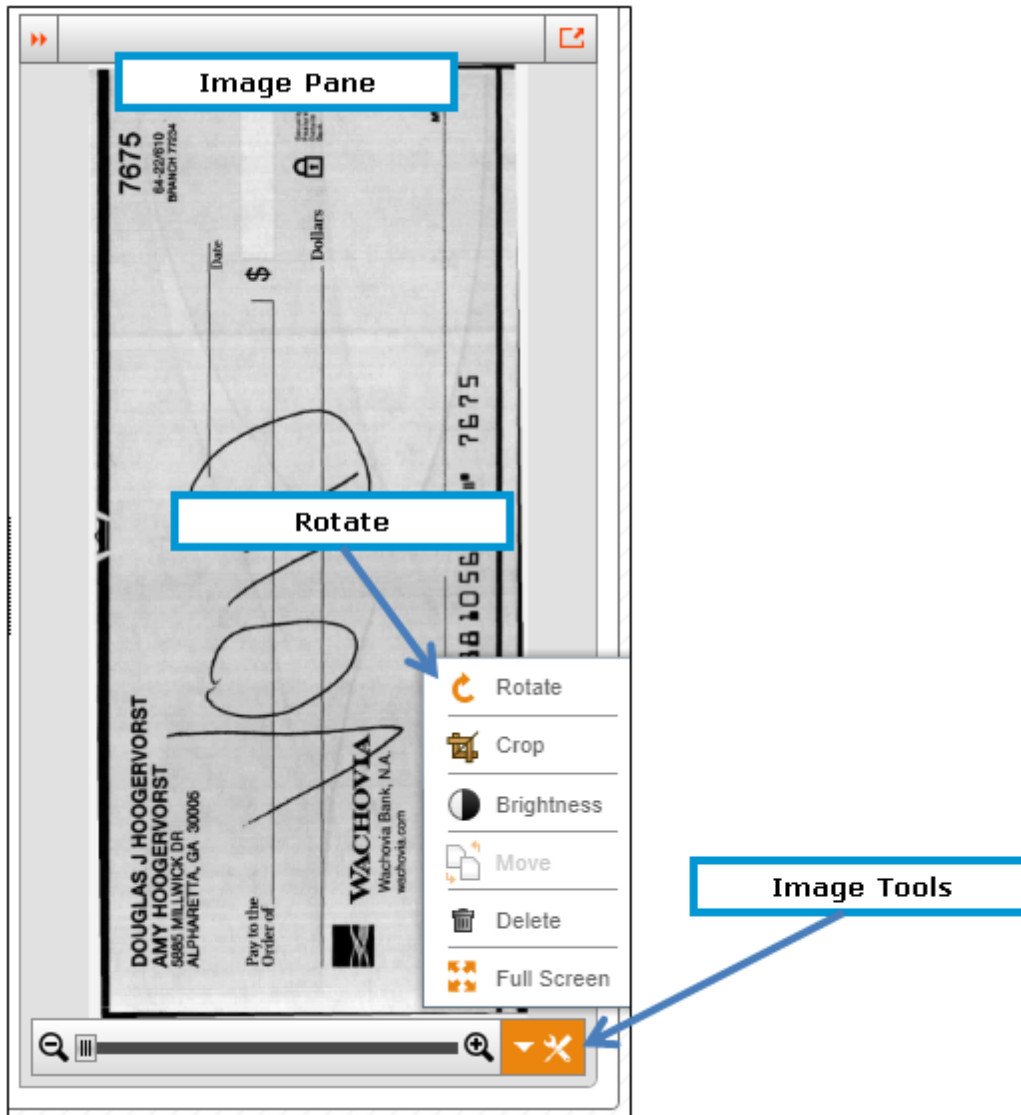 Image Pane
7675
64-22/610
BRANCH 77234
Date
$
Dollars
VOID
7675
Rotate
DOUGLAS J HOOGERVORST
AMY HOOGERVORST
5885 MILLWICK DR
ALPHARETTA, GA 30005
Pay to the
Order of
WACHOVIA
Wachovia Bank, N.A.
wachovia.com
Rotate
Crop
Brightness
Move
Delete
Full Screen
Image Tools